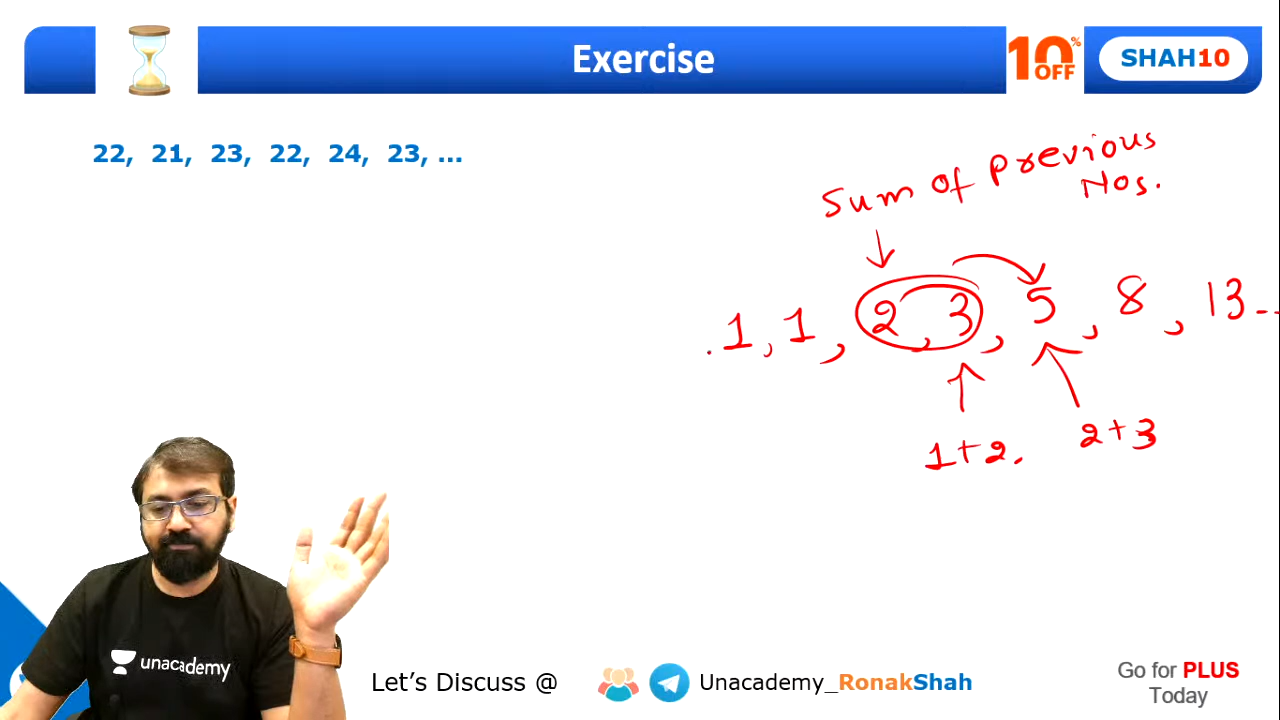 Exercise
10% OFF
SHAH10
22, 21, 23, 22, 24, 23, ...
Sum of Previous
Nos.
.1, 1, 2, 3, 5, 8, 13--
1+2.
2+3
unacademy
Let's Discuss @
Unacademy_RonakShah
Go for PLUS
Today